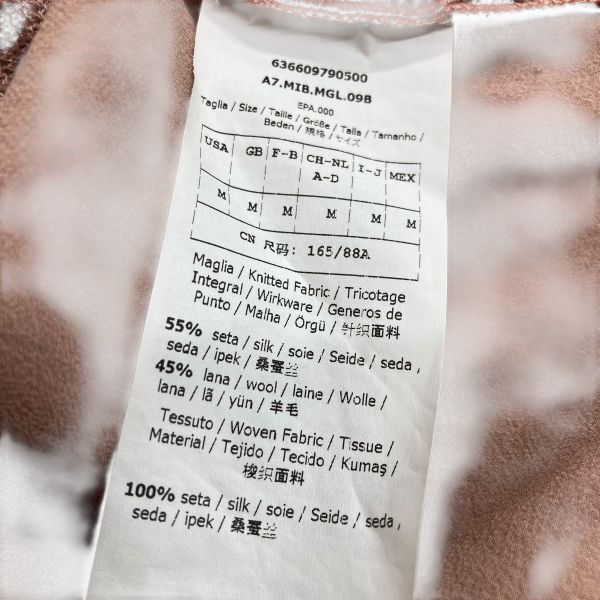 636609790500
A7.MIB.MGL.09B
EPA.000
Taglia / Size / Taille / Größe / Talla / Tamanho /
Beden / 规格 / サイズ
USA GB F-B CH-NL I-J MEX
A-D
M M M M M M
CN 尺码: 165/88A
Maglia / Knitted Fabric / Tricotage
Integral / Wirkware / Generos de
Punto / Malha / Örgü / 针织面料
55% seta / silk / soie / Seide / seda /
seda / ipek / 桑蚕丝
45% lana / wool / laine / Wolle /
lana / lã / yün / 羊毛
Tessuto / Woven Fabric / Tissue /
Material / Tejido / Tecido / Kumaş /
梭织面料
100% seta / silk / soie / Seide / seda /
seda / ipek / 桑蚕丝